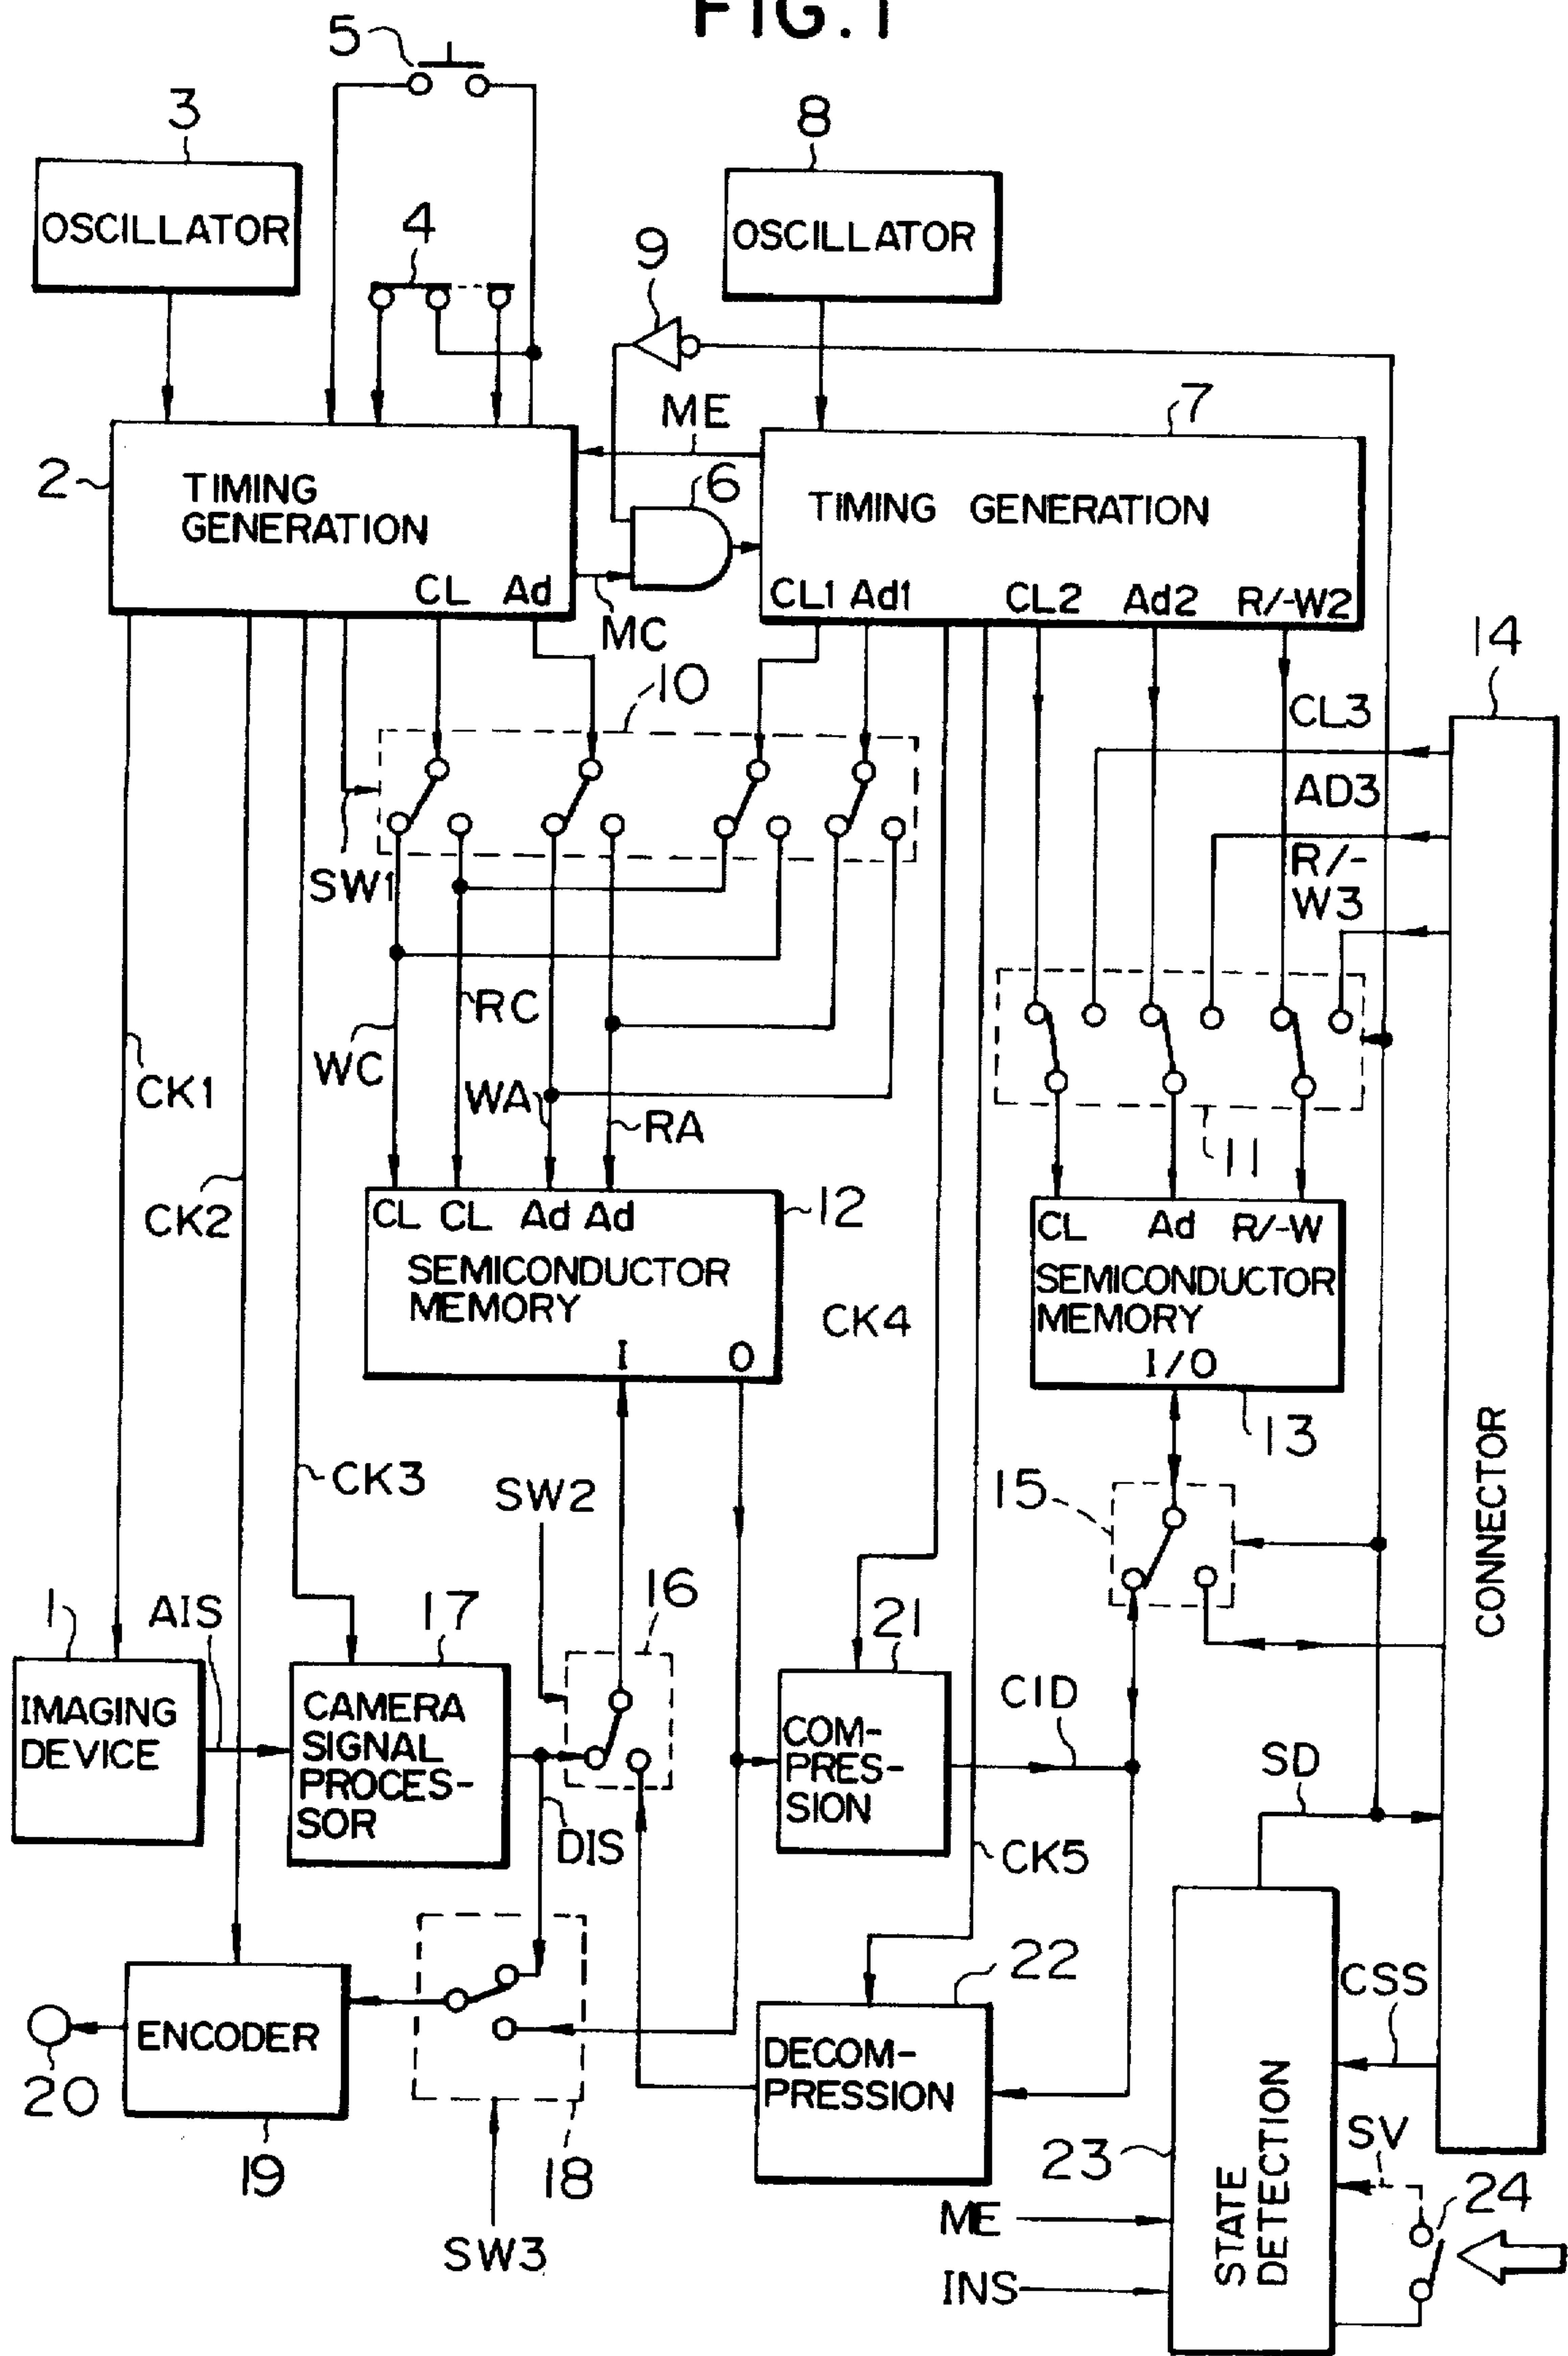 FIG. 1
5
3
8
OSCILLATOR
4
9
OSCILLATOR
ME
7
2
TIMING
GENERATION
6
TIMING GENERATION
CL Ad
MC
CL1 Ad1 CL2 Ad2 R/-W2
14
10
CL3
AD3
SW1
R/-
W3
RC
WC
CK1
WA
RA
11
CK2
CL CL Ad Ad
12
CL Ad R/-W
SEMICONDUCTOR
MEMORY
SEMICONDUCTOR
MEMORY
CK4
I O
I/O
13
CONNECTOR
CK3
SW2
15
1
AIS
17
16
21
IMAGING
DEVICE
CAMERA
SIGNAL
PROCES-
SOR
COM-
PRES-
SION
CID
SD
DIS
CK5
22
CSS
ENCODER
DECOM-
PRESSION
20
19
18
23
STATE
DETECTION
SV
24
ME
SW3
INS